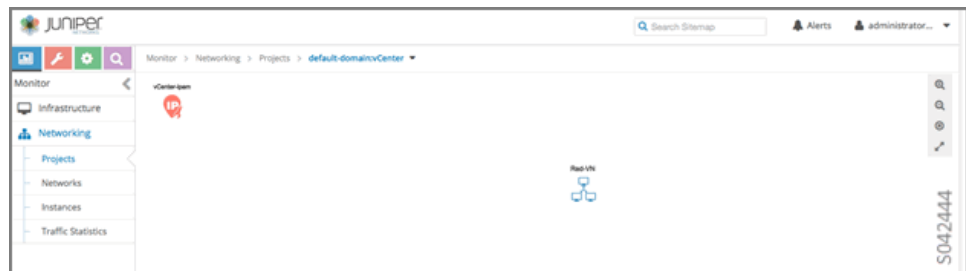 JUNIPER
NETWORKS
Search Sitemap
Alerts
administrator...
Monitor > Networking > Projects > default-domain:vCenter
Monitor
vCenter-ipam
IP
Infrastructure
Networking
Projects
Red-VN
Networks
Instances
Traffic Statistics
S042444